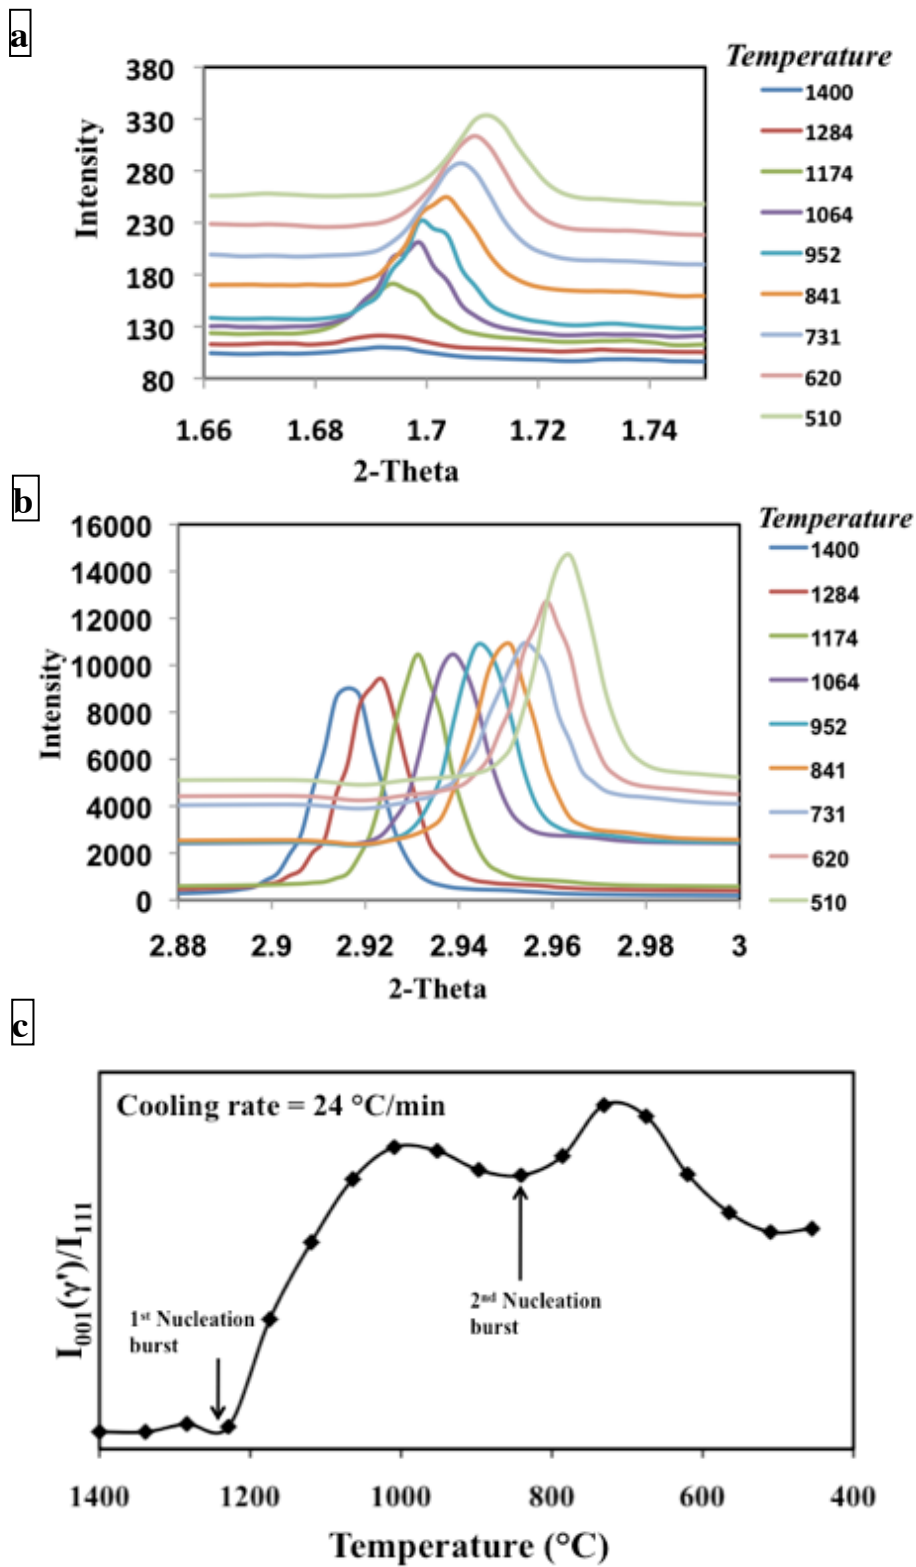 a
Temperature
380
330
280
230
180
130
80
Intensity
1400
1284
1174
1064
952
841
731
620
510
1.66 1.68 1.7 1.72 1.74
2-Theta
b
Temperature
16000
14000
12000
10000
8000
6000
4000
2000
0
Intensity
1400
1284
1174
1064
952
841
731
620
510
2.88 2.9 2.92 2.94 2.96 2.98 3
2-Theta
c
Cooling rate = 24 °C/min
I001(γ')/I111
1st Nucleation
burst
2nd Nucleation
burst
1400 1200 1000 800 600 400
Temperature (°C)